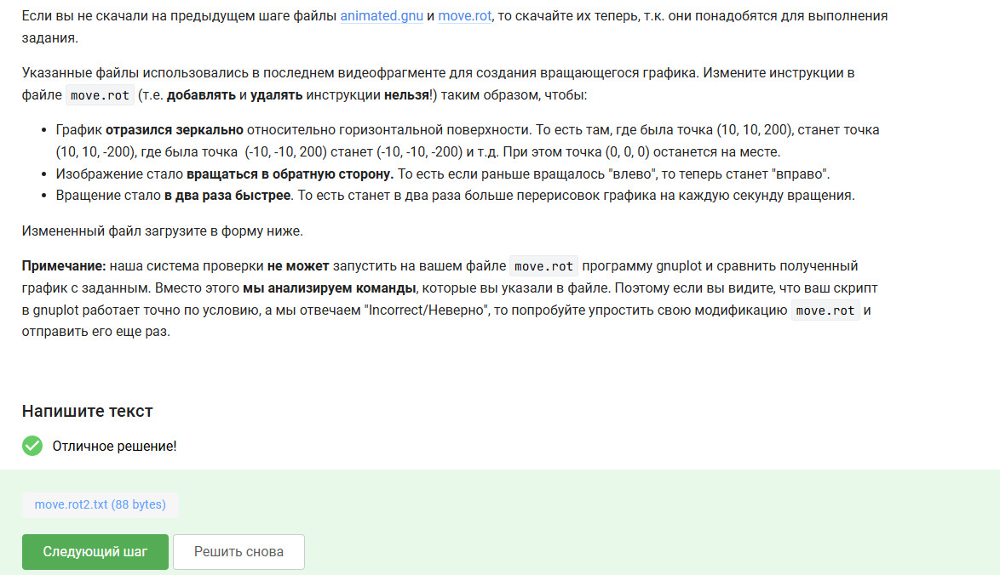 Если вы не скачали на предыдущем шаге файлы animated.gnu и move.rot, то скачайте их теперь, т.к. они понадобятся для выполнения
задания.
Указанные файлы использовались в последнем видеофрагменте для создания вращающегося графика. Измените инструкции в
файле move.rot (т.е. добавлять и удалять инструкции нельзя!) таким образом, чтобы:
• График отразился зеркально относительно горизонтальной поверхности. То есть там, где была точка (10, 10, 200), станет точка
(10, 10, -200), где была точка (-10, -10, 200) станет (-10, -10, -200) и т.д. При этом точка (0, 0, 0) останется на месте.
• Изображение стало вращаться в обратную сторону. То есть если раньше вращалось "влево", то теперь станет "вправо".
• Вращение стало в два раза быстрее. То есть станет в два раза больше перерисовок графика на каждую секунду вращения.
Измененный файл загрузите в форму ниже.
Примечание: наша система проверки не может запустить на вашем файле move.rot программу gnuplot и сравнить полученный
график с заданным. Вместо этого мы анализируем команды, которые вы указали в файле. Поэтому если вы видите, что ваш скрипт
в gnuplot работает точно по условию, а мы отвечаем "Incorrect/Неверно", то попробуйте упростить свою модификацию move.rot и
отправить его еще раз.
Напишите текст
Отличное решение!
move.rot2.txt (88 bytes)
Следующий шаг Решить снова